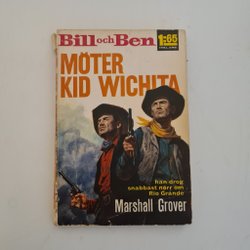 Bill och Ben
1:65
MÖTER
KID WICHITA
han drog
snabbast norr om
Rio Grande
Marshall Grover